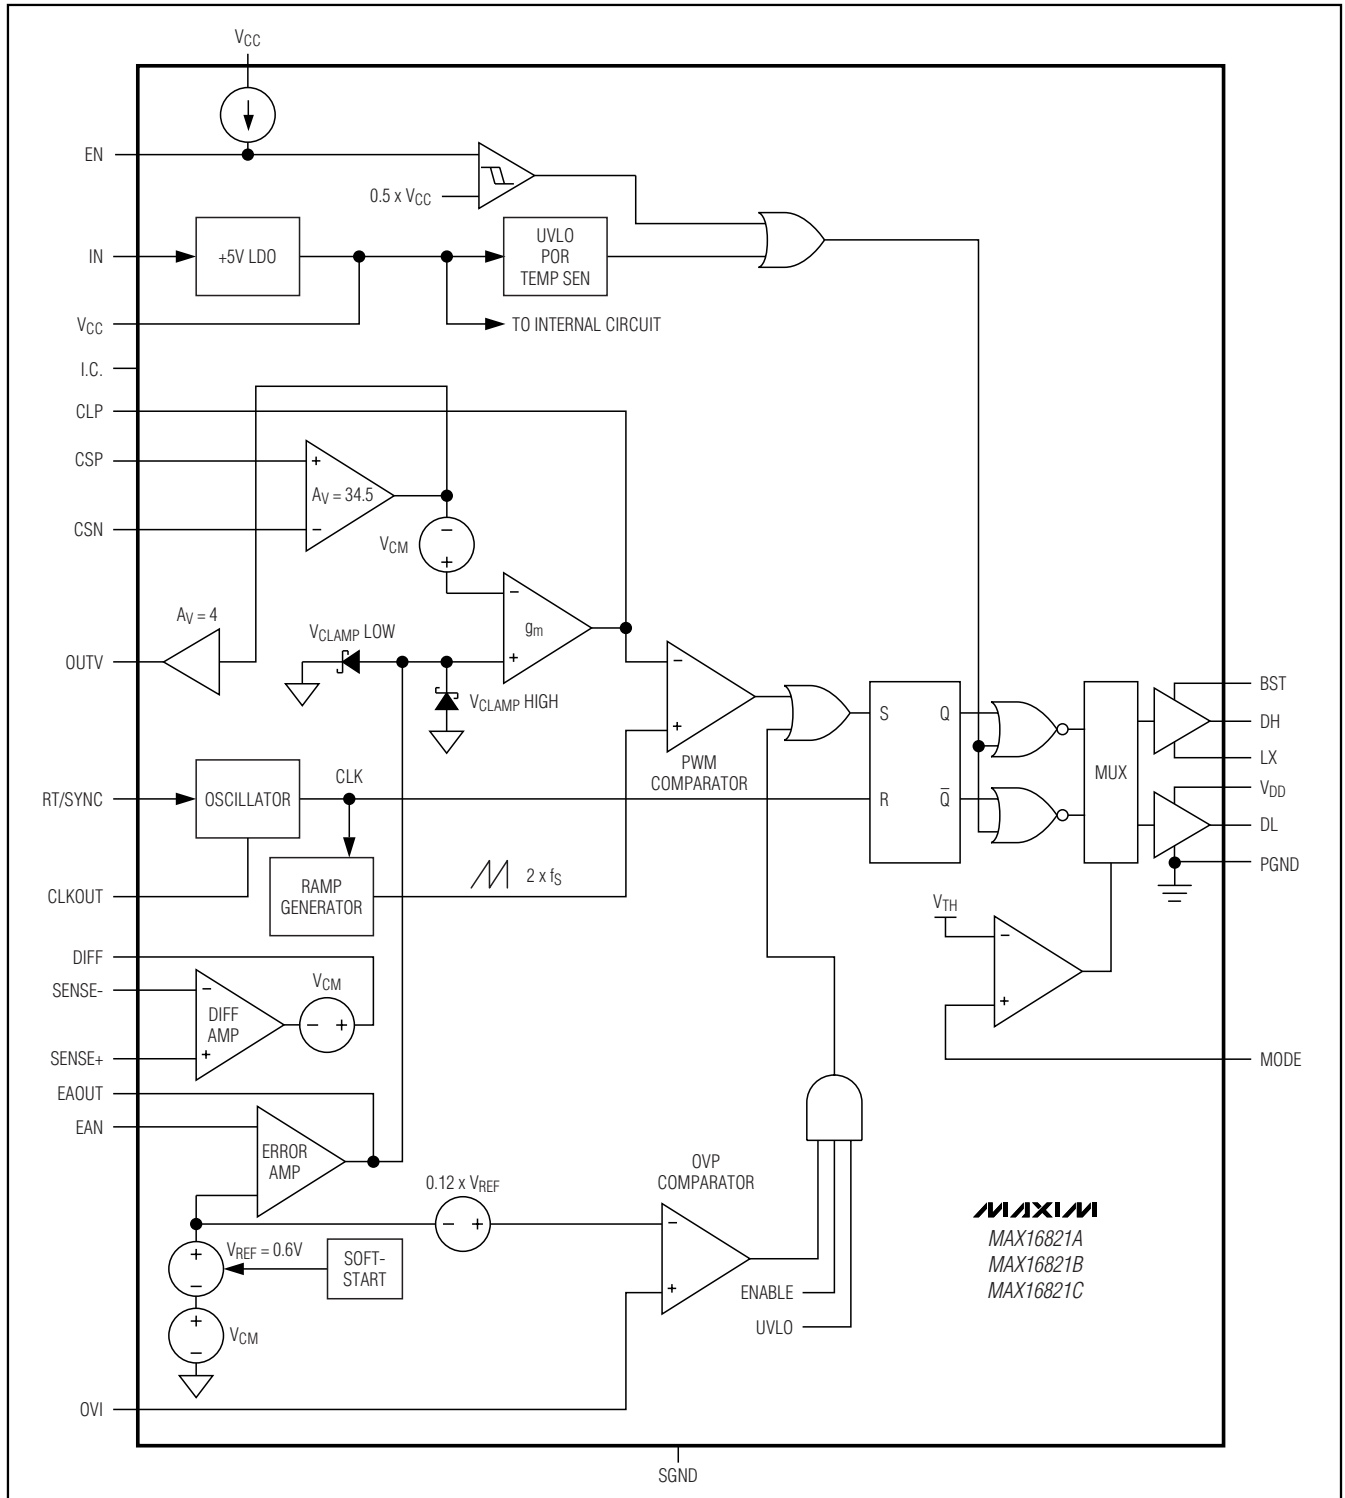 VCC
EN
0.5 x VCC
IN
+5V LDO
UVLO
POR
TEMP SEN
VCC
TO INTERNAL CIRCUIT
I.C.
CLP
CSP
+
AV = 34.5
CSN
−
VCM
−
+
−
gm
+
AV = 4
OUTV
VCLAMP LOW
VCLAMP HIGH
−
+
PWM
COMPARATOR
S
Q
R
Q̅
MUX
BST
DH
LX
VDD
DL
PGND
RT/SYNC
OSCILLATOR
CLK
CLKOUT
RAMP
GENERATOR
2 x fS
VTH
−
+
MODE
DIFF
SENSE-
−
DIFF
AMP
+
VCM
− +
SENSE+
EAOUT
EAN
ERROR
AMP
0.12 x VREF
− +
OVP
COMPARATOR
−
+
ENABLE
UVLO
+
−
VREF = 0.6V
SOFT-
START
+
−
VCM
OVI
SGND
MAXIM
MAX16821A
MAX16821B
MAX16821C